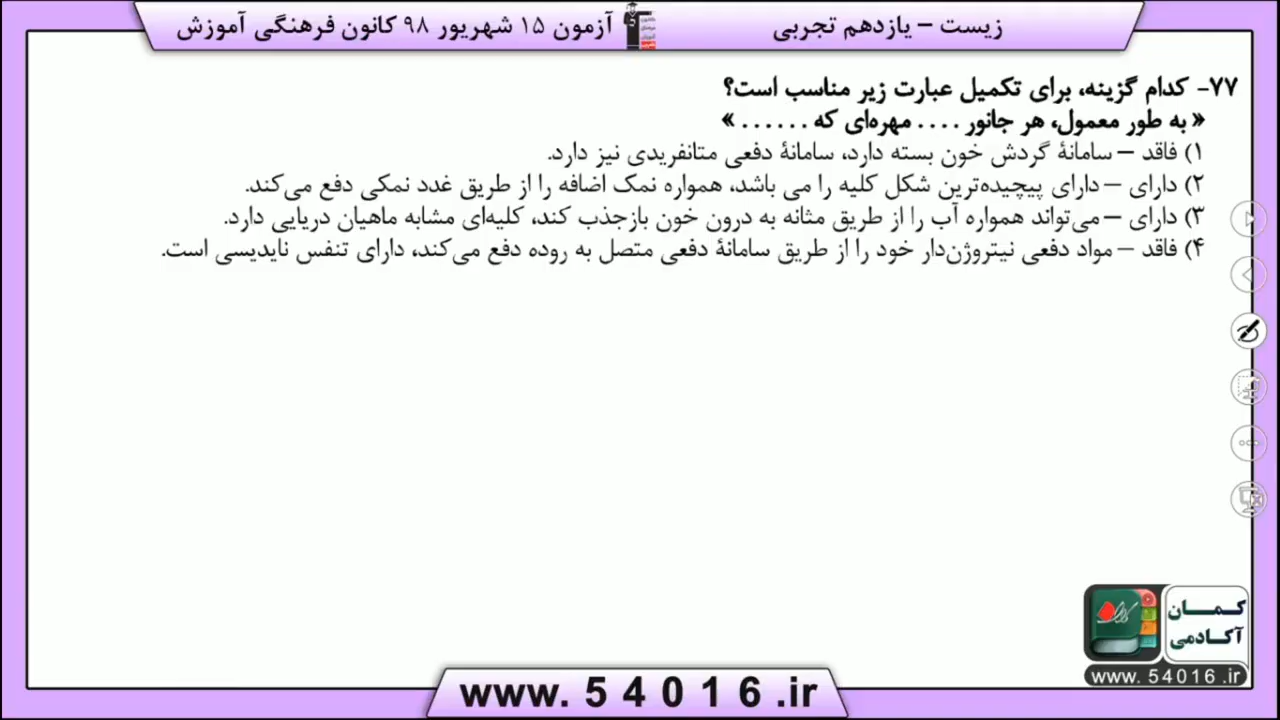 زیست – یازدهم تجربی
آزمون ۱۵ شهریور ۹۸ کانون فرهنگی آموزش
۷۷- کدام گزینه، برای تکمیل عبارت زیر مناسب است؟
« به طور معمول، هر جانور .... مهره‌ای که ...... »
۱) فاقد – سامانۀ گردش خون بسته دارد، سامانۀ دفعی متانفریدی نیز دارد.
۲) دارای – دارای پیچیده‌ترین شکل کلیه را می باشد، همواره نمک اضافه را از طریق غدد نمکی دفع می‌کند.
۳) دارای – می‌تواند همواره آب را از طریق مثانه به درون خون بازجذب کند، کلیه‌ای مشابه ماهیان دریایی دارد.
۴) فاقد – مواد دفعی نیتروژن‌دار خود را از طریق سامانۀ دفعی متصل به روده دفع می‌کند، دارای تنفس نایدیسی است.
کمان
آکادمی
www. 54016 .ir
www. 5 4 0 1 6 .ir